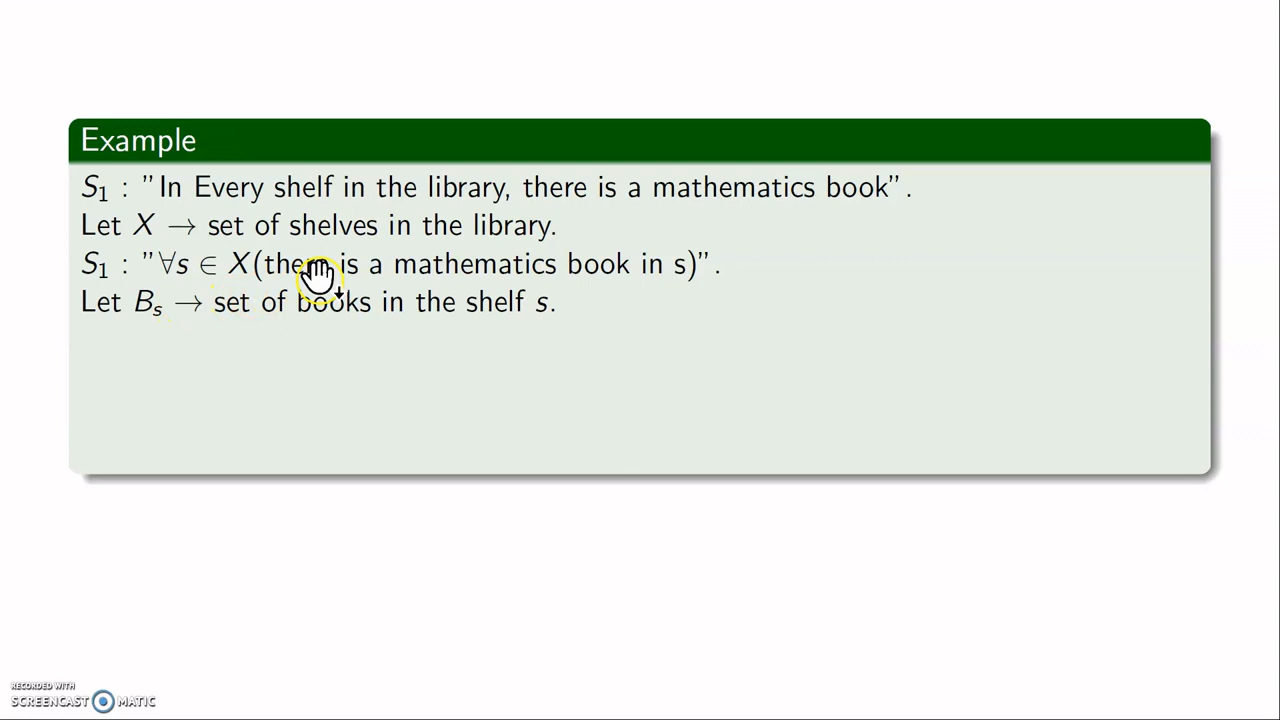 Example
S₁ : "In Every shelf in the library, there is a mathematics book".
Let X → set of shelves in the library.
S₁ : "∀s ∈ X(there is a mathematics book in s)".
Let Bₛ → set of books in the shelf s.
RECORDED WITH
SCREENCAST MATIC